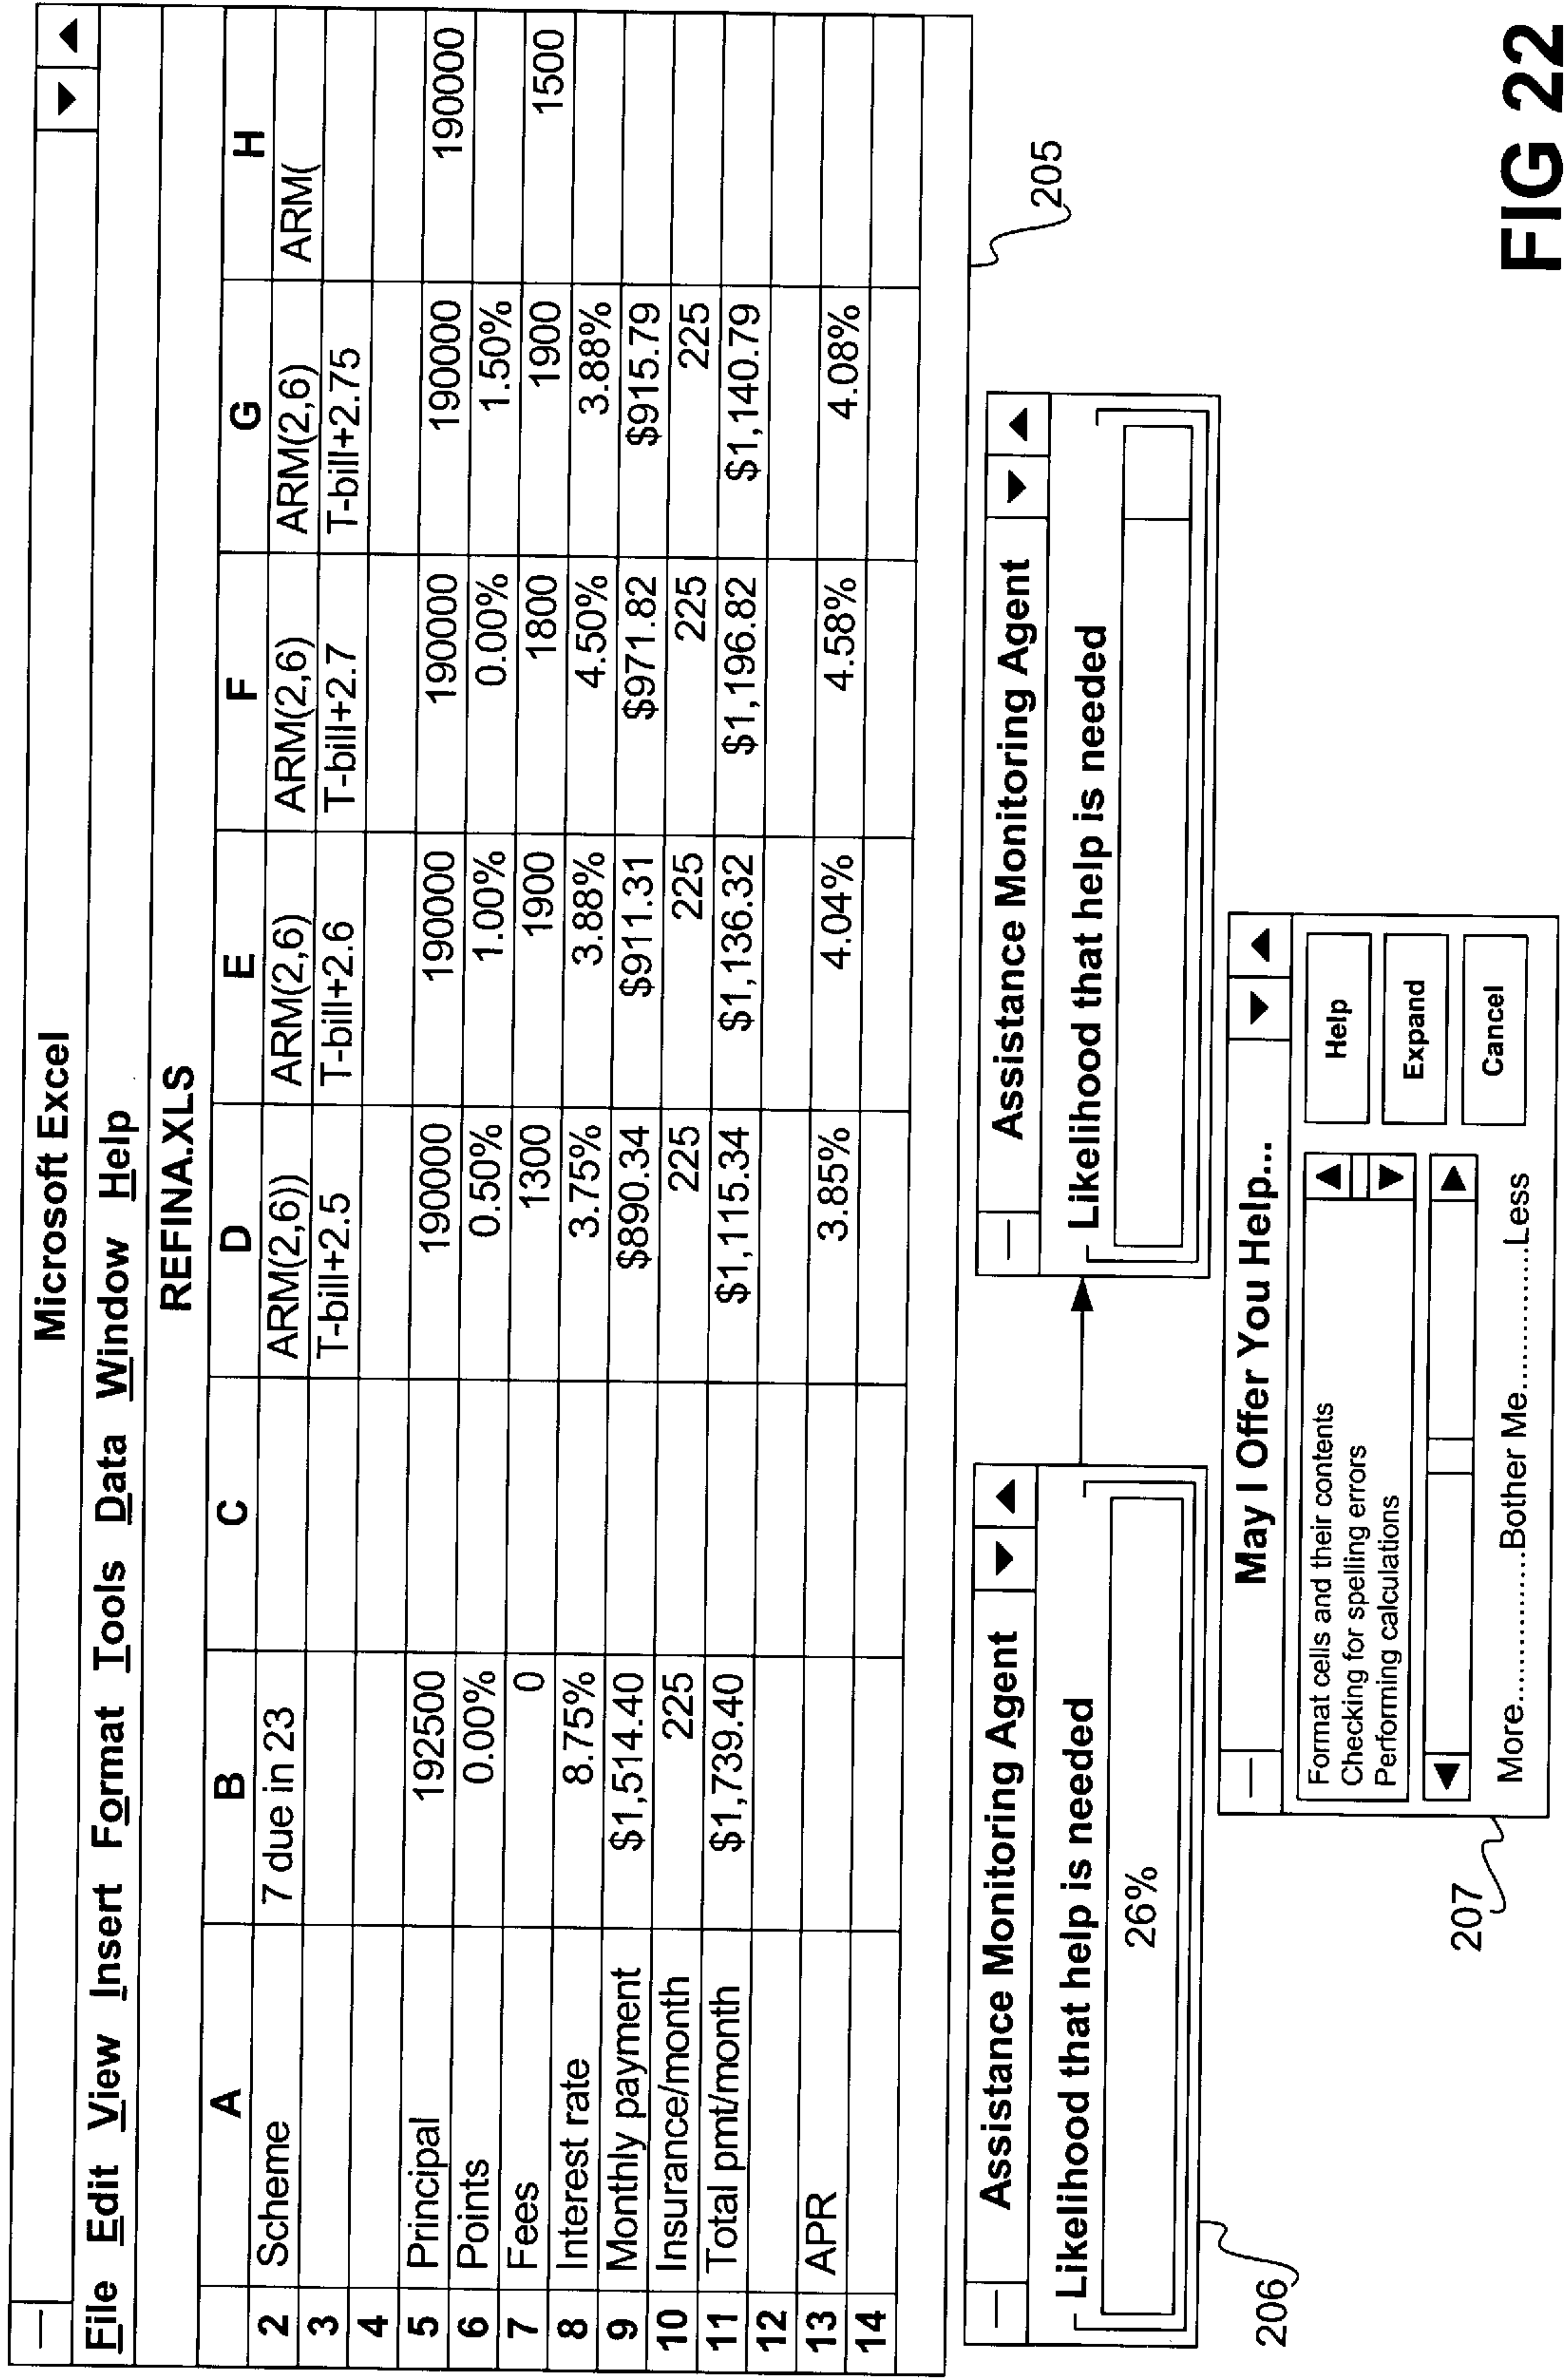 Microsoft Excel
File Edit View Insert Format Tools Data Window Help
REFINA.XLS
A B C D E F G H
2 Scheme 7 due in 23 ARM(2,6)) ARM(2,6) ARM(2,6) ARM(2,6) ARM(
3 T-bill+2.5 T-bill+2.6 T-bill+2.7 T-bill+2.75
4
5 Principal 192500 190000 190000 190000 190000 190000
6 Points 0.00% 0.50% 1.00% 0.00% 1.50%
7 Fees 0 1300 1900 1800 1900 1500
8 Interest rate 8.75% 3.75% 3.88% 4.50% 3.88%
9 Monthly payment $1,514.40 $890.34 $911.31 $971.82 $915.79
10 Insurance/month 225 225 225 225 225
11 Total pmt/month $1,739.40 $1,115.34 $1,136.32 $1,196.82 $1,140.79
12
13 APR 3.85% 4.04% 4.58% 4.08%
14
205
Assistance Monitoring Agent
Likelihood that help is needed
26%
206
Assistance Monitoring Agent
Likelihood that help is needed
May I Offer You Help...
Format cells and their contents
Checking for spelling errors
Performing calculations
Help
Expand
Cancel
More.............Bother Me.............Less
207
FIG 22